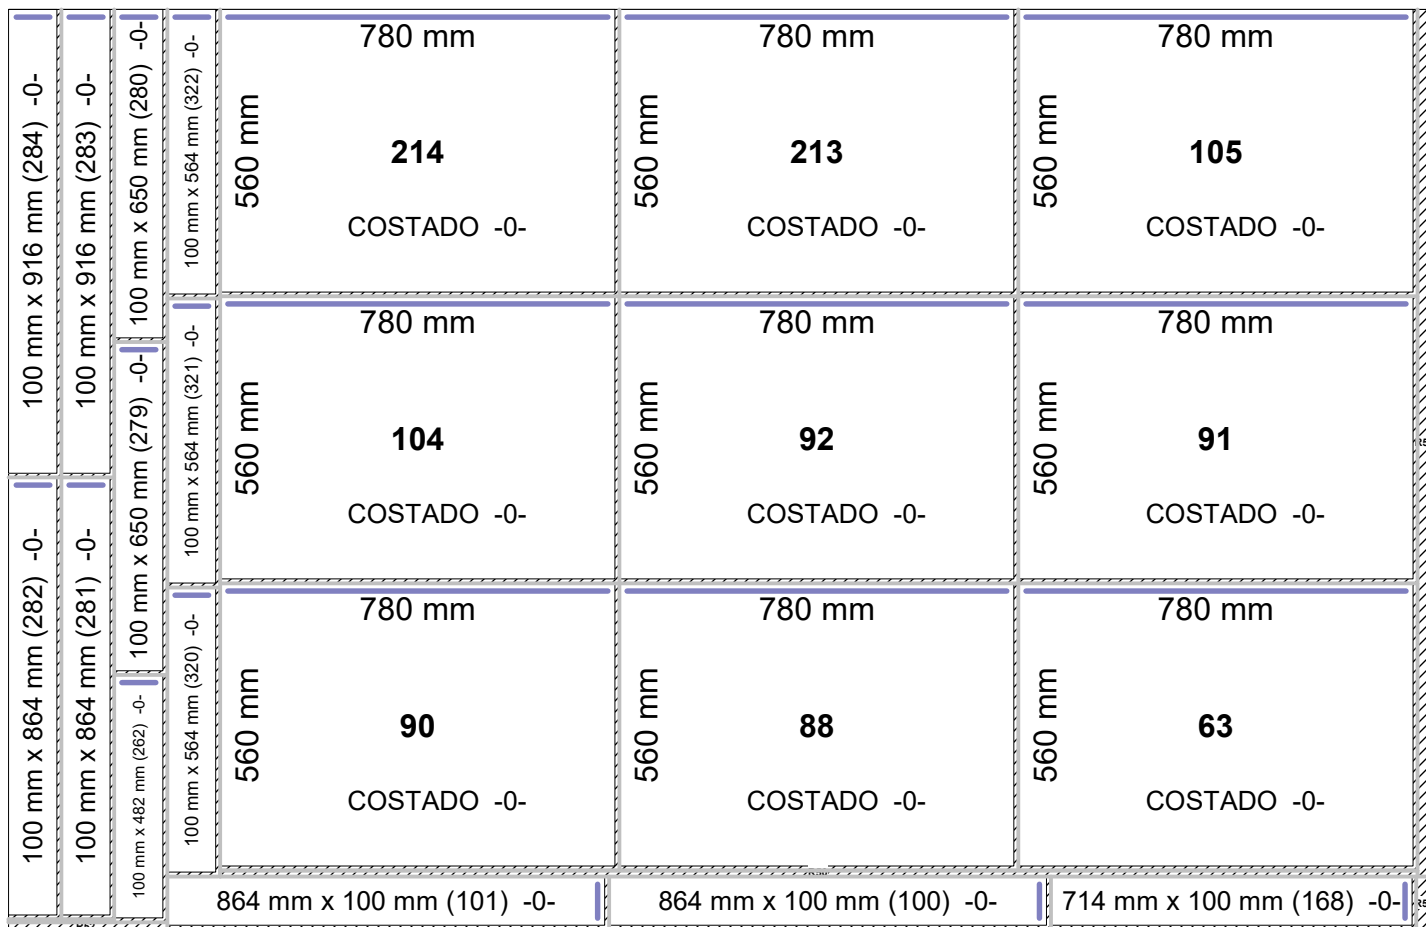 100 mm x 916 mm (284) -0-
100 mm x 916 mm (283) -0-
100 mm x 650 mm (280) -0-
100 mm x 564 mm (322) -0-
780 mm
560 mm
214
COSTADO -0-
780 mm
560 mm
213
COSTADO -0-
780 mm
560 mm
105
COSTADO -0-
100 mm x 864 mm (282) -0-
100 mm x 864 mm (281) -0-
100 mm x 650 mm (279) -0-
100 mm x 564 mm (321) -0-
780 mm
560 mm
104
COSTADO -0-
780 mm
560 mm
92
COSTADO -0-
780 mm
560 mm
91
COSTADO -0-
100 mm x 482 mm (262) -0-
100 mm x 564 mm (320) -0-
780 mm
560 mm
90
COSTADO -0-
780 mm
560 mm
88
COSTADO -0-
780 mm
560 mm
63
COSTADO -0-
864 mm x 100 mm (101) -0-
864 mm x 100 mm (100) -0-
714 mm x 100 mm (168) -0-